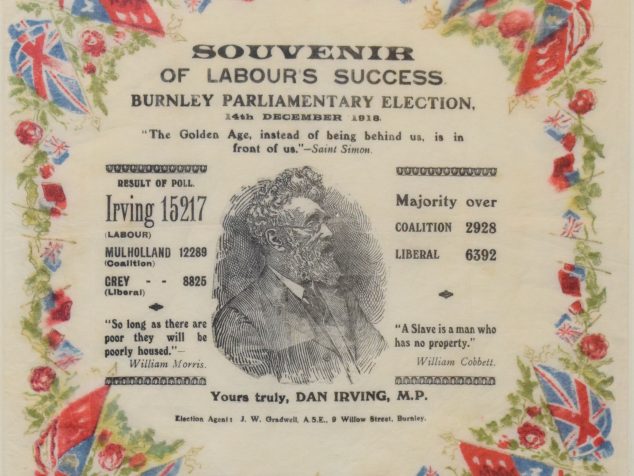 SOUVENIR
OF LABOUR'S SUCCESS.
BURNLEY PARLIAMENTARY ELECTION,
14th DECEMBER 1918.
"The Golden Age, instead of being behind us, is in
front of us."—Saint Simon.
RESULT OF POLL.
Irving 15217
(LABOUR)
MULHOLLAND 12289
(Coalition)
GREY - - 8825
(Liberal)
"So long as there are
poor they will be
poorly housed."—
William Morris.
Majority over
COALITION 2928
LIBERAL 6392
"A Slave is a man who
has no property."
William Cobbett.
Yours truly, DAN IRVING, M.P.
Election Agent: J. W. Gradwell, A.S.E., 9 Willow Street, Burnley.